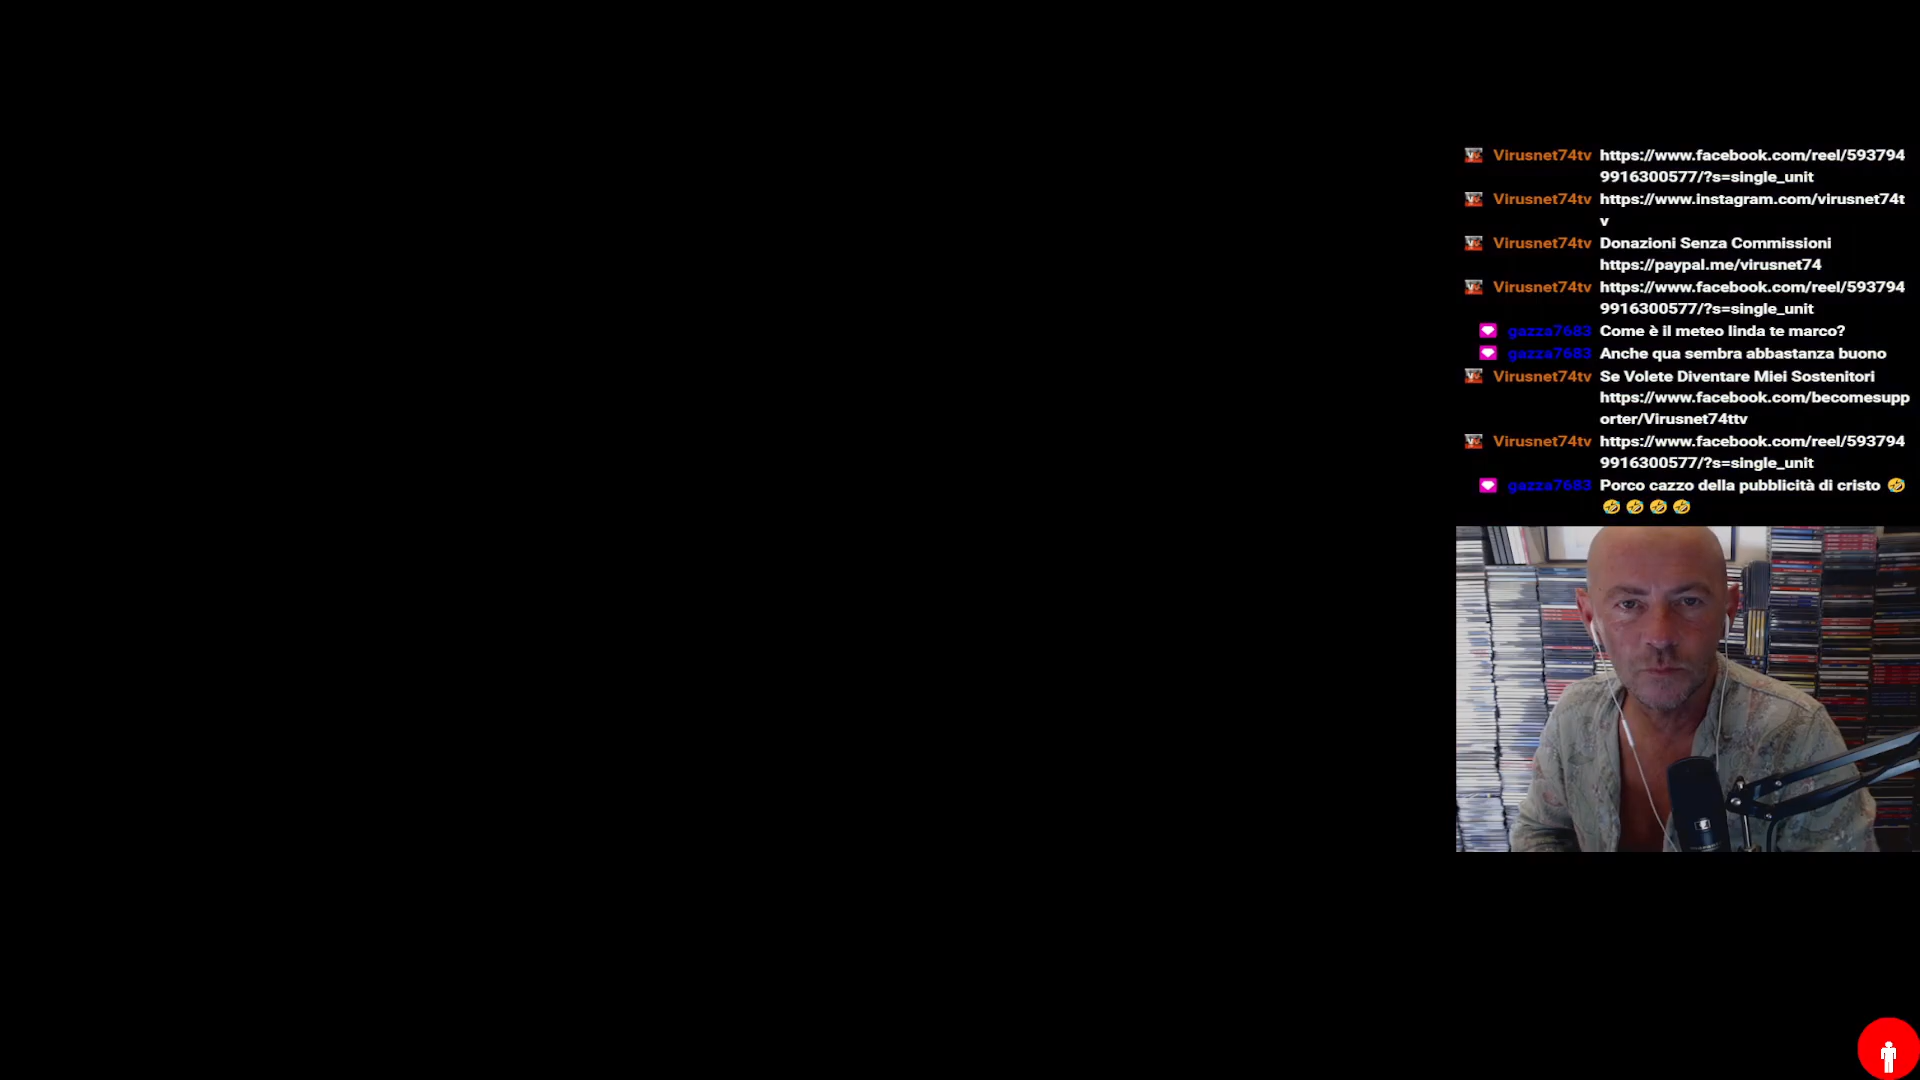 Virusnet74tv https://www.facebook.com/reel/593794
9916300577/?s=single_unit
Virusnet74tv https://www.instagram.com/virusnet74t
v
Virusnet74tv Donazioni Senza Commissioni
https://paypal.me/virusnet74
Virusnet74tv https://www.facebook.com/reel/593794
9916300577/?s=single_unit
gazza7683 Come è il meteo linda te marco?
gazza7683 Anche qua sembra abbastanza buono
Virusnet74tv Se Volete Diventare Miei Sostenitori
https://www.facebook.com/becomesupp
orter/Virusnet74ttv
Virusnet74tv https://www.facebook.com/reel/593794
9916300577/?s=single_unit
gazza7683 Porco cazzo della pubblicità di cristo 🤣
🤣 🤣 🤣 🤣